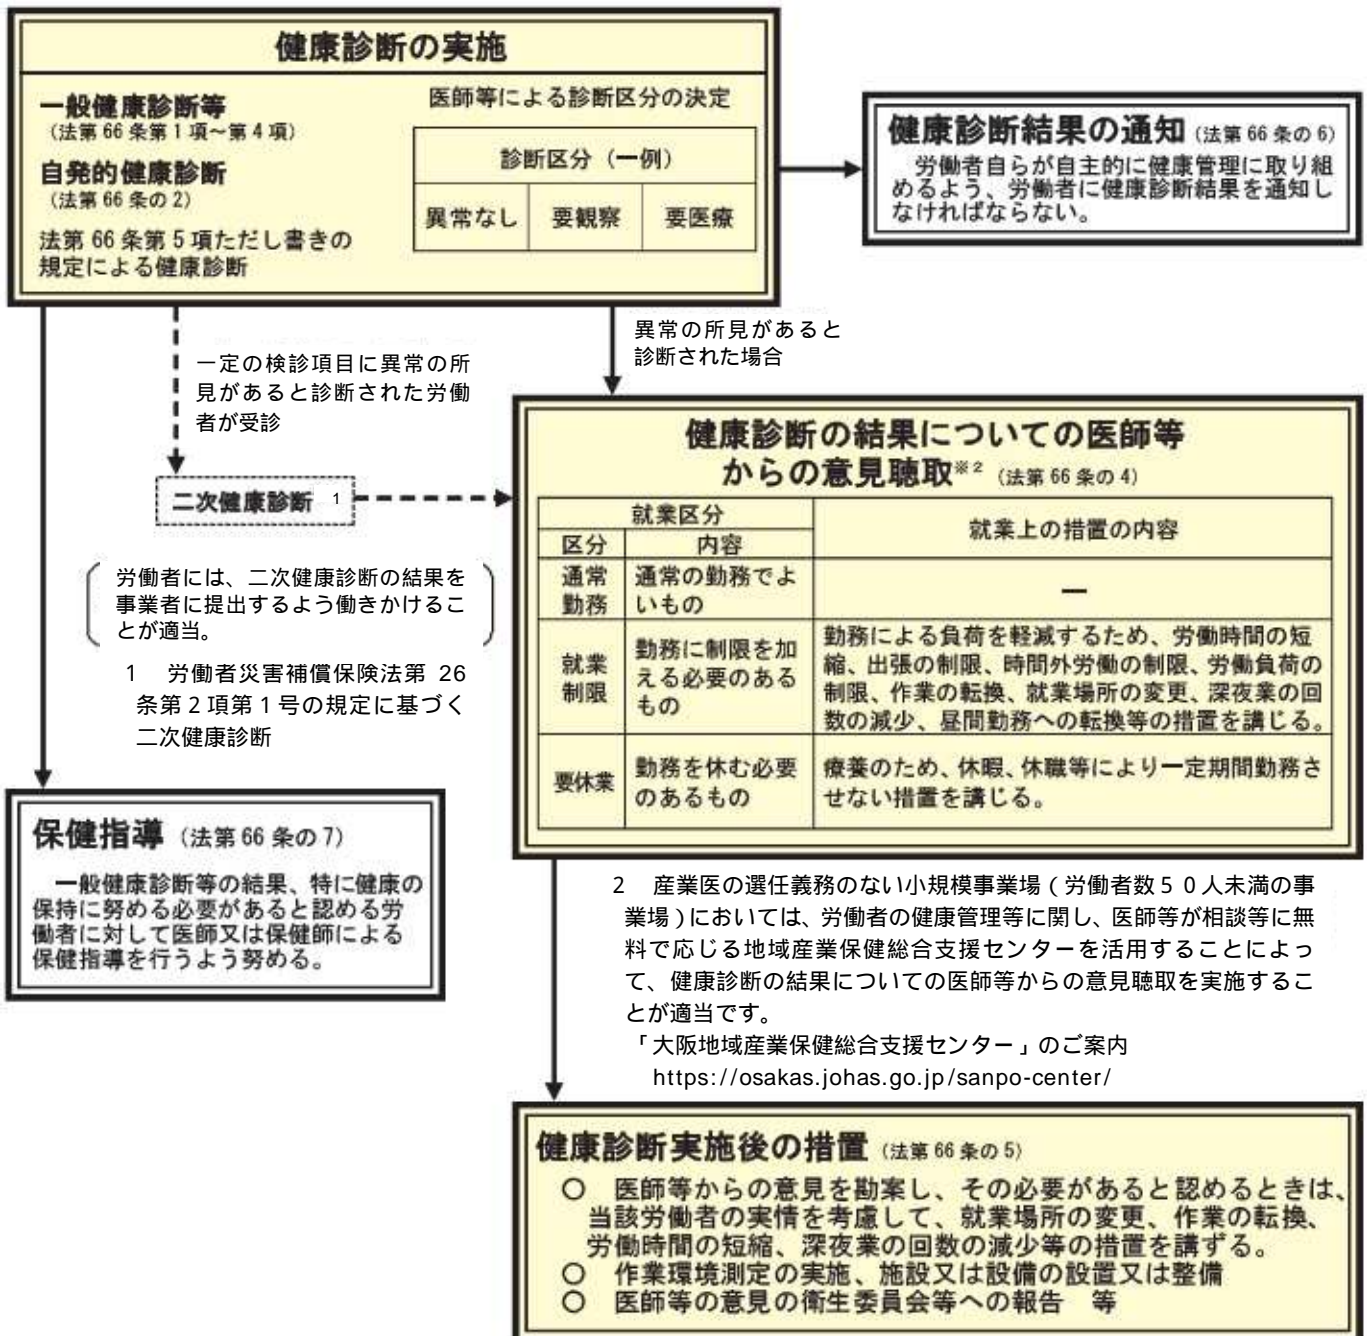 健康診断の実施
一般健康診断等
(法第66条第1項～第4項)
自発的健康診断
(法第66条の2)
法第66条第5項ただし書きの
規定による健康診断
医師等による診断区分の決定
診断区分（一例）
異常なし
要観察
要医療
健康診断結果の通知 (法第66条の6)
労働者自らが自主的に健康管理に取り組
めるよう、労働者に健康診断結果を通知し
なければならない。
一定の検診項目に異常の所
見があると診断された労働
者が受診
異常の所見があると
診断された場合
二次健康診断 1
労働者には、二次健康診断の結果を
事業者に提出するよう働きかけるこ
とが適当。
1 労働者災害補償保険法第 26
条第2項第1号の規定に基づく
二次健康診断
健康診断の結果についての医師等
からの意見聴取※2 (法第66条の4)
就業区分
就業上の措置の内容
区分
内容
通常
勤務
通常の勤務でよ
いもの
ー
就業
制限
勤務に制限を加
える必要のある
もの
勤務による負荷を軽減するため、労働時間の短
縮、出張の制限、時間外労働の制限、労働負荷の
制限、作業の転換、就業場所の変更、深夜業の回
数の減少、昼間勤務への転換等の措置を講じる。
要休業
勤務を休む必要
のあるもの
療養のため、休暇、休職等により一定期間勤務さ
せない措置を講じる。
保健指導 (法第66条の7)
一般健康診断等の結果、特に健康の
保持に努める必要があると認める労
働者に対して医師又は保健師による
保健指導を行うよう努める。
2 産業医の選任義務のない小規模事業場（労働者数５０人未満の事
業場）においては、労働者の健康管理等に関し、医師等が相談等に無
料で応じる地域産業保健総合支援センターを活用することによっ
て、健康診断の結果についての医師等からの意見聴取を実施するこ
とが適当です。
「大阪地域産業保健総合支援センター」のご案内
https://osakas.johas.go.jp/sanpo-center/
健康診断実施後の措置 (法第66条の5)
○ 医師等からの意見を勘案し、その必要があると認めるときは、
当該労働者の実情を考慮して、就業場所の変更、作業の転換、
労働時間の短縮、深夜業の回数の減少等の措置を講ずる。
○ 作業環境測定の実施、施設又は設備の設置又は整備
○ 医師等の意見の衛生委員会等への報告 等